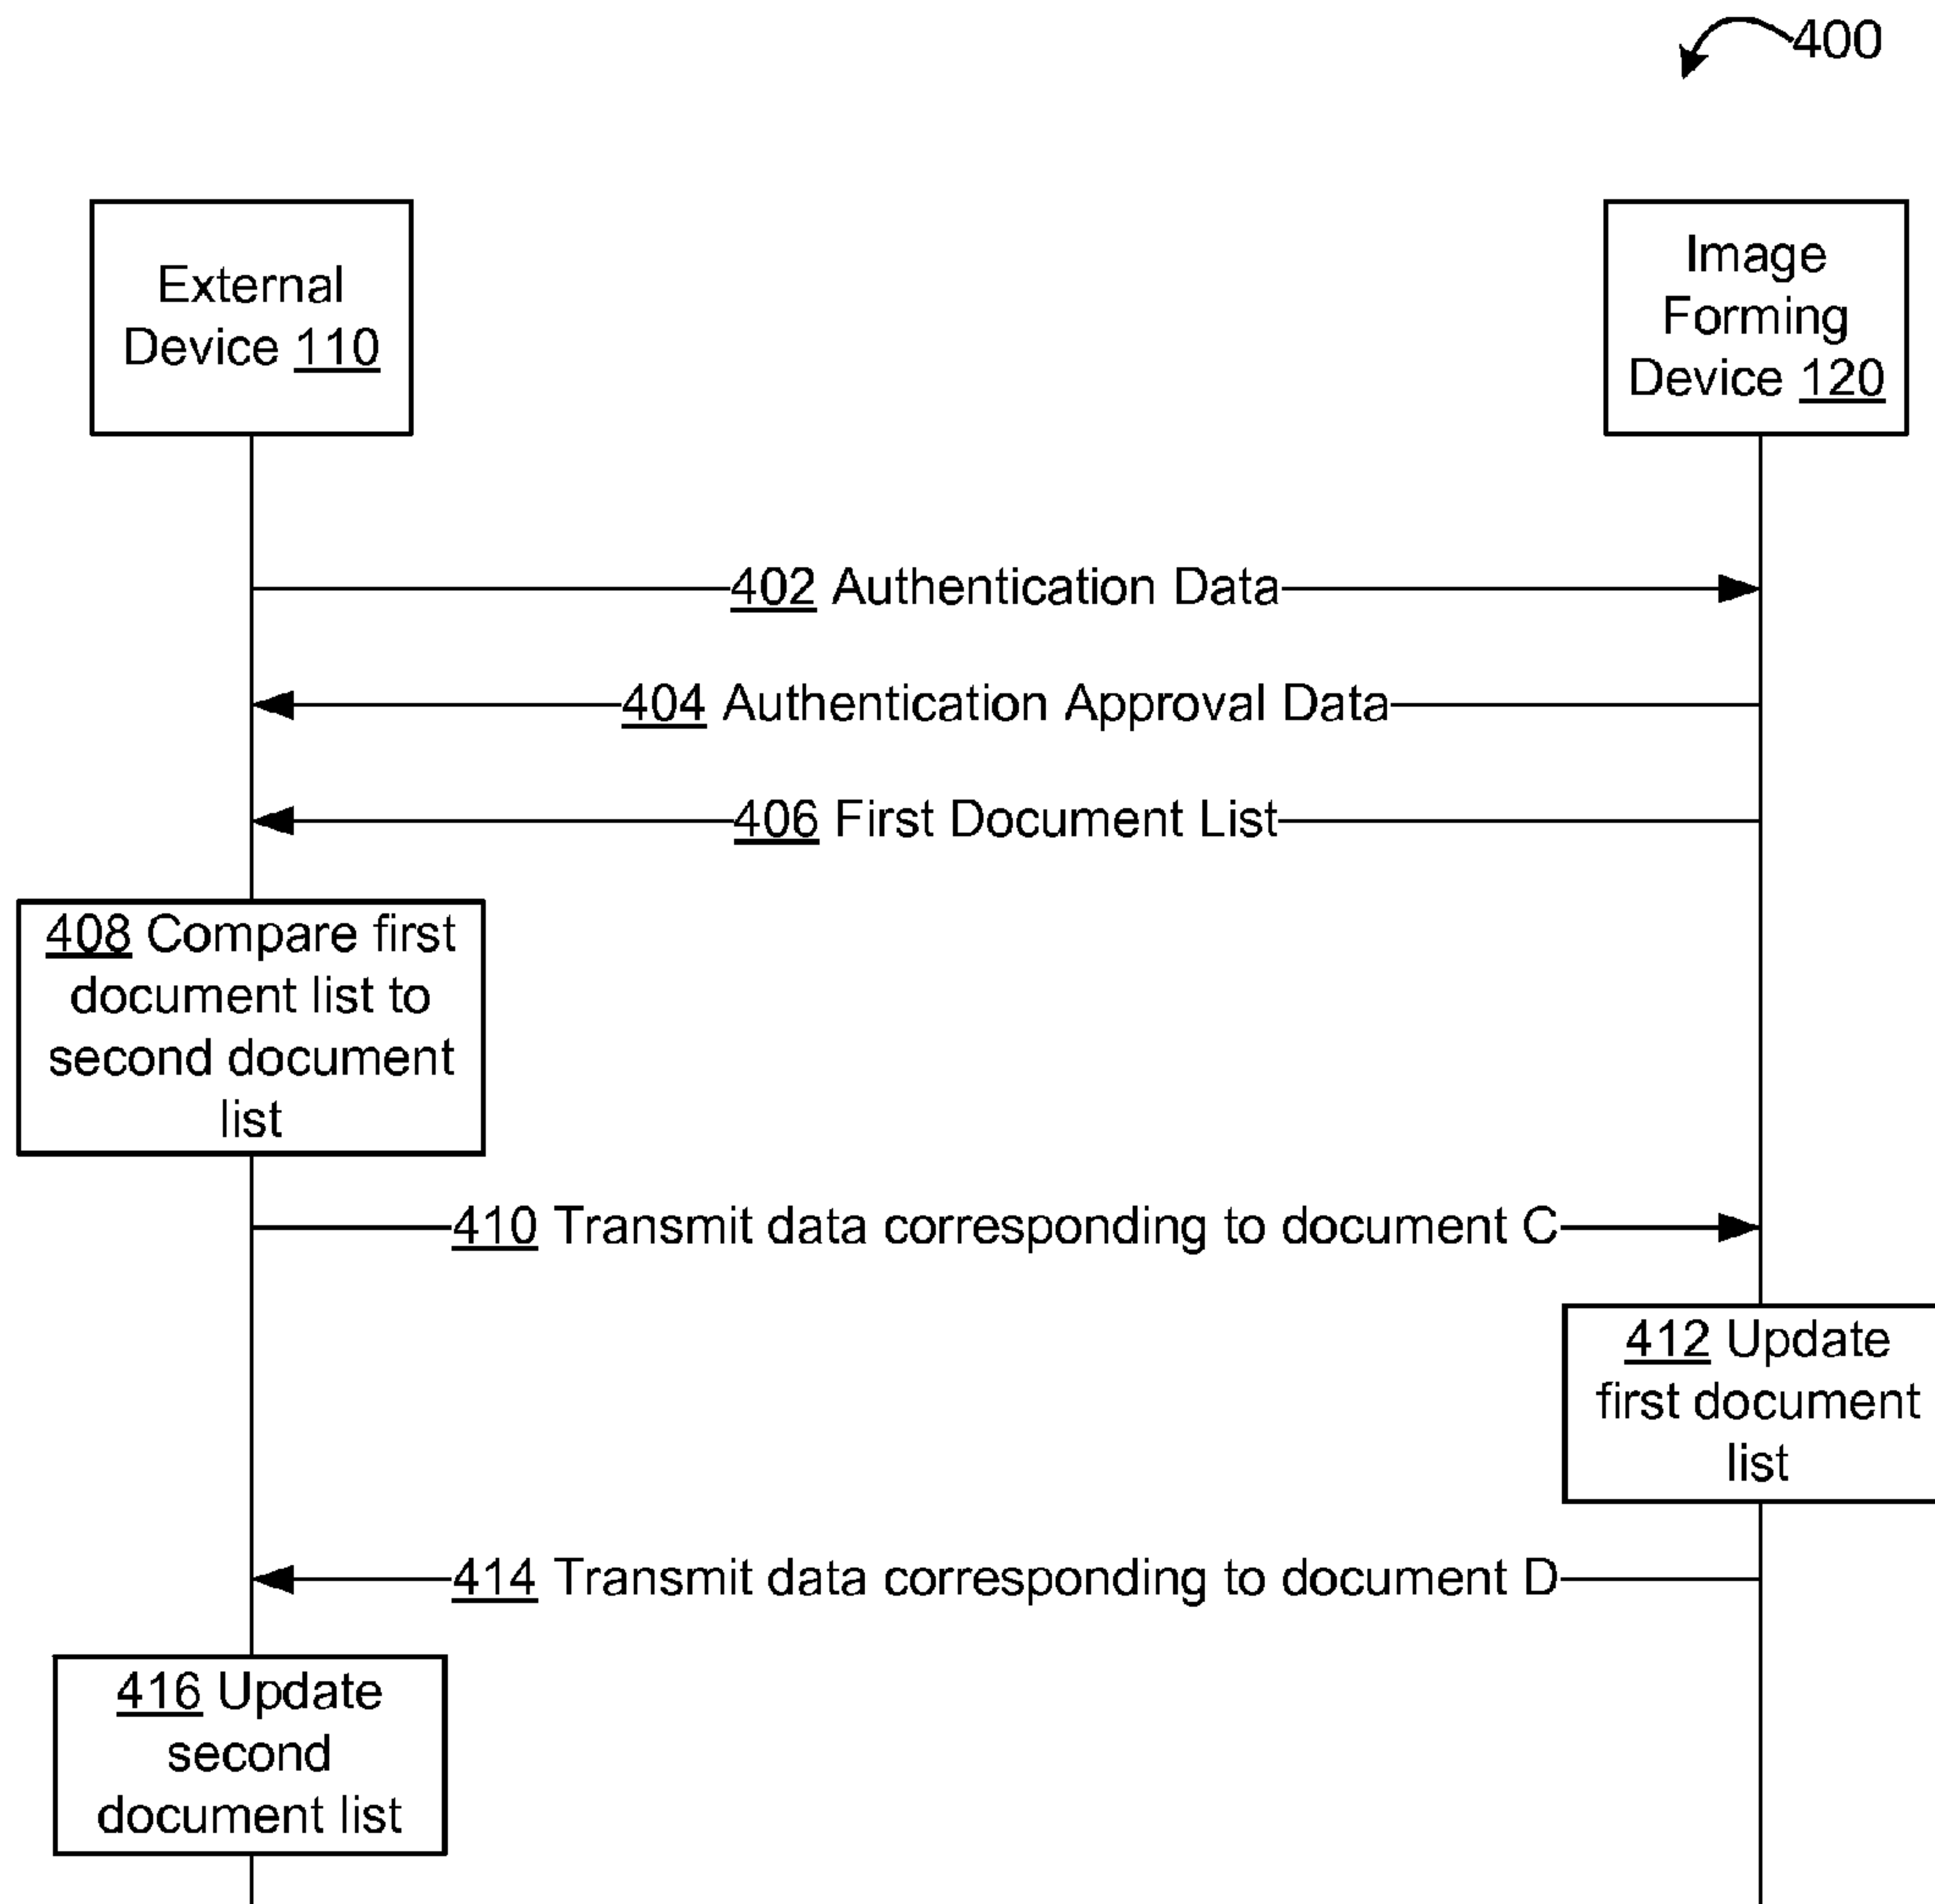 400
External
Device 110
Image
Forming
Device 120
402 Authentication Data
404 Authentication Approval Data
406 First Document List
408 Compare first
document list to
second document
list
410 Transmit data corresponding to document C
412 Update
first document
list
414 Transmit data corresponding to document D
416 Update
second
document list